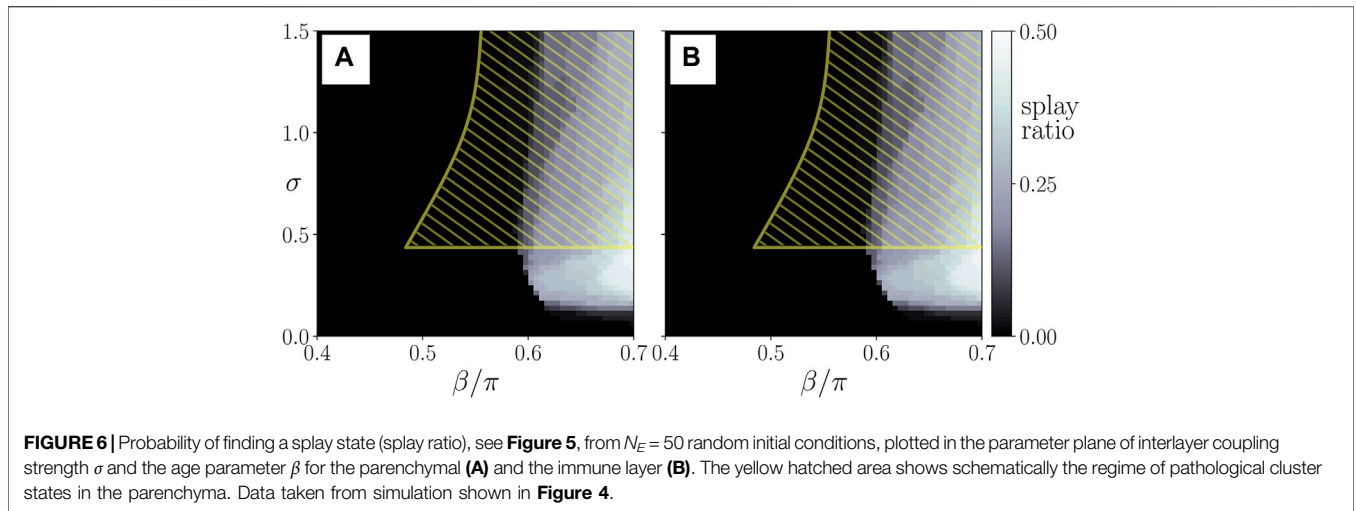 A
B
1.5
1.0
0.5
0.0
σ
0.4
0.5
0.6
0.7
β/π
0.4
0.5
0.6
0.7
β/π
0.50
0.25
0.00
splay
ratio
FIGURE 6 | Probability of finding a splay state (splay ratio), see Figure 5, from N_E = 50 random initial conditions, plotted in the parameter plane of interlayer coupling
strength σ and the age parameter β for the parenchymal (A) and the immune layer (B). The yellow hatched area shows schematically the regime of pathological cluster
states in the parenchyma. Data taken from simulation shown in Figure 4.